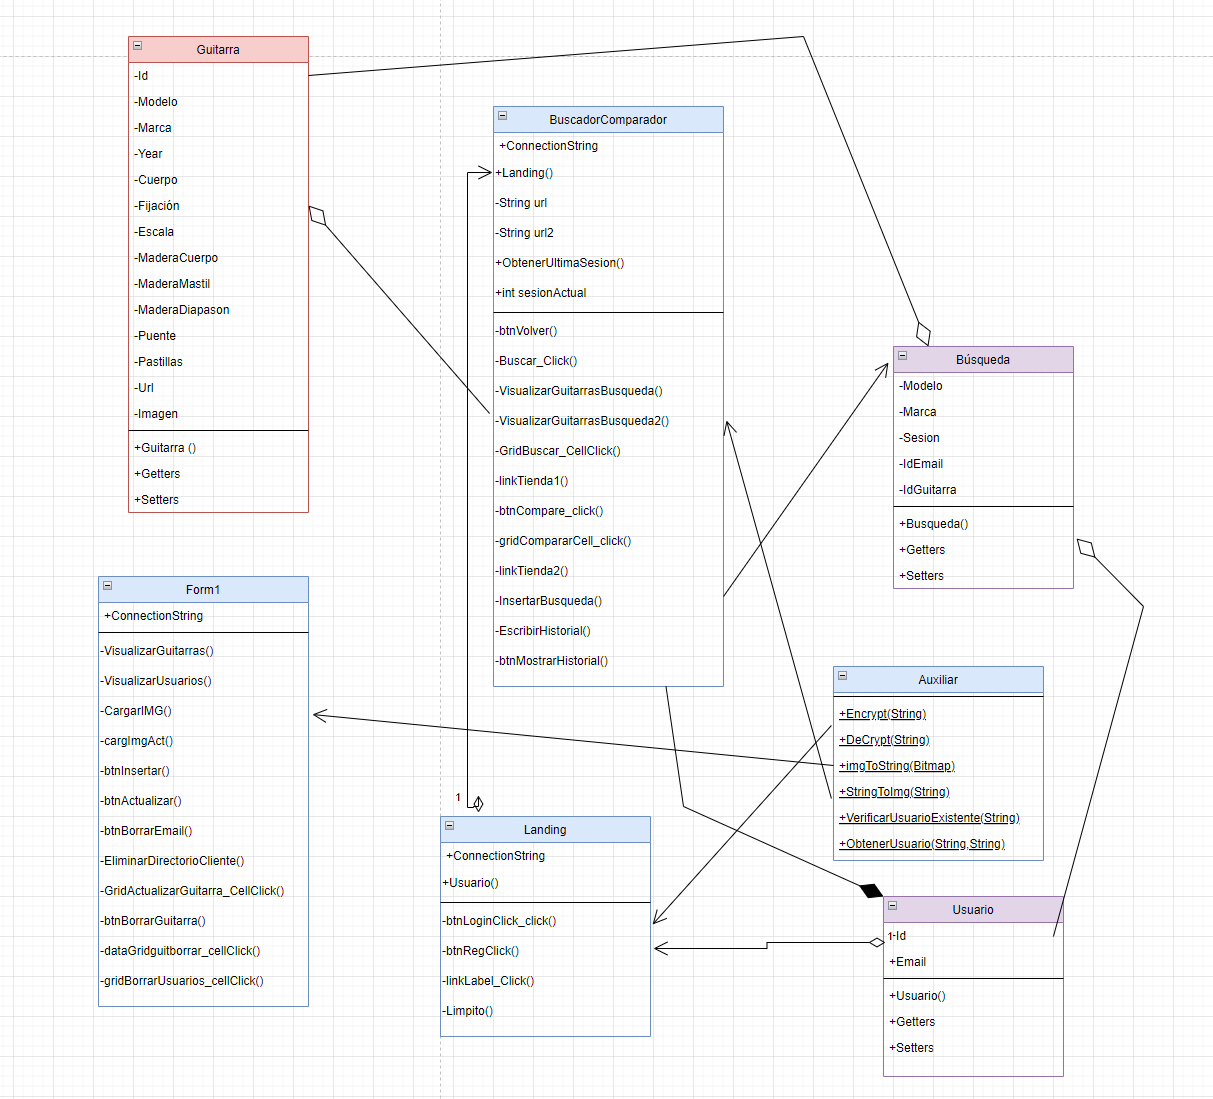 Guitarra
-Id
-Modelo
-Marca
-Year
-Cuerpo
-Fijación
-Escala
-MaderaCuerpo
-MaderaMastil
-MaderaDiapason
-Puente
-Pastillas
-Url
-Imagen
+Guitarra ()
+Getters
+Setters
BuscadorComparador
+ConnectionString
+Landing()
-String url
-String url2
+ObtenerUltimaSesion()
+int sesionActual
-btnVolver()
-Buscar_Click()
-VisualizarGuitarrasBusqueda()
-VisualizarGuitarrasBusqueda2()
-GridBuscar_CellClick()
-linkTienda1()
-btnCompare_click()
-gridCompararCell_click()
-linkTienda2()
-InsertarBusqueda()
-EscribirHistorial()
-btnMostrarHistorial()
Búsqueda
-Modelo
-Marca
-Sesion
-IdEmail
-IdGuitarra
+Busqueda()
+Getters
+Setters
Form1
+ConnectionString
-VisualizarGuitarras()
-VisualizarUsuarios()
-CargarIMG()
-cargImgAct()
-btnInsertar()
-btnActualizar()
-btnBorrarEmail()
-EliminarDirectorioCliente()
-GridActualizarGuitarra_CellClick()
-btnBorrarGuitarra()
-dataGridguitborrar_cellClick()
-gridBorrarUsuarios_cellClick()
Auxiliar
+Encrypt(String)
+DeCrypt(String)
+imgToString(Bitmap)
+StringToImg(String)
+VerificarUsuarioExistente(String)
+ObtenerUsuario(String,String)
1
Landing
+ConnectionString
+Usuario()
-btnLoginClick_click()
-btnRegClick()
-linkLabel_Click()
-Limpito()
Usuario
1
-Id
+Email
+Usuario()
+Getters
+Setters